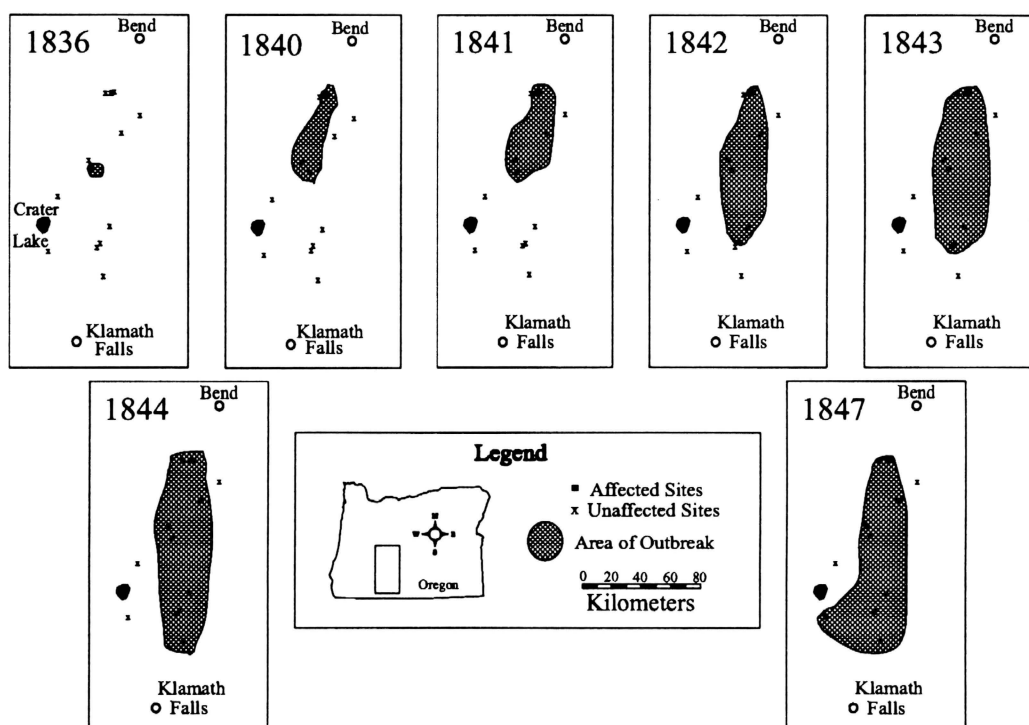 1836
Bend
Crater
Lake
Klamath
Falls
1840
Bend
Klamath
Falls
1841
Bend
Klamath
Falls
1842
Bend
Klamath
Falls
1843
Bend
Klamath
Falls
1844
Bend
Klamath
Falls
Legend
Affected Sites
x Unaffected Sites
Area of Outbreak
W
S
Oregon
0 20 40 60 80
Kilometers
1847
Bend
Klamath
Falls